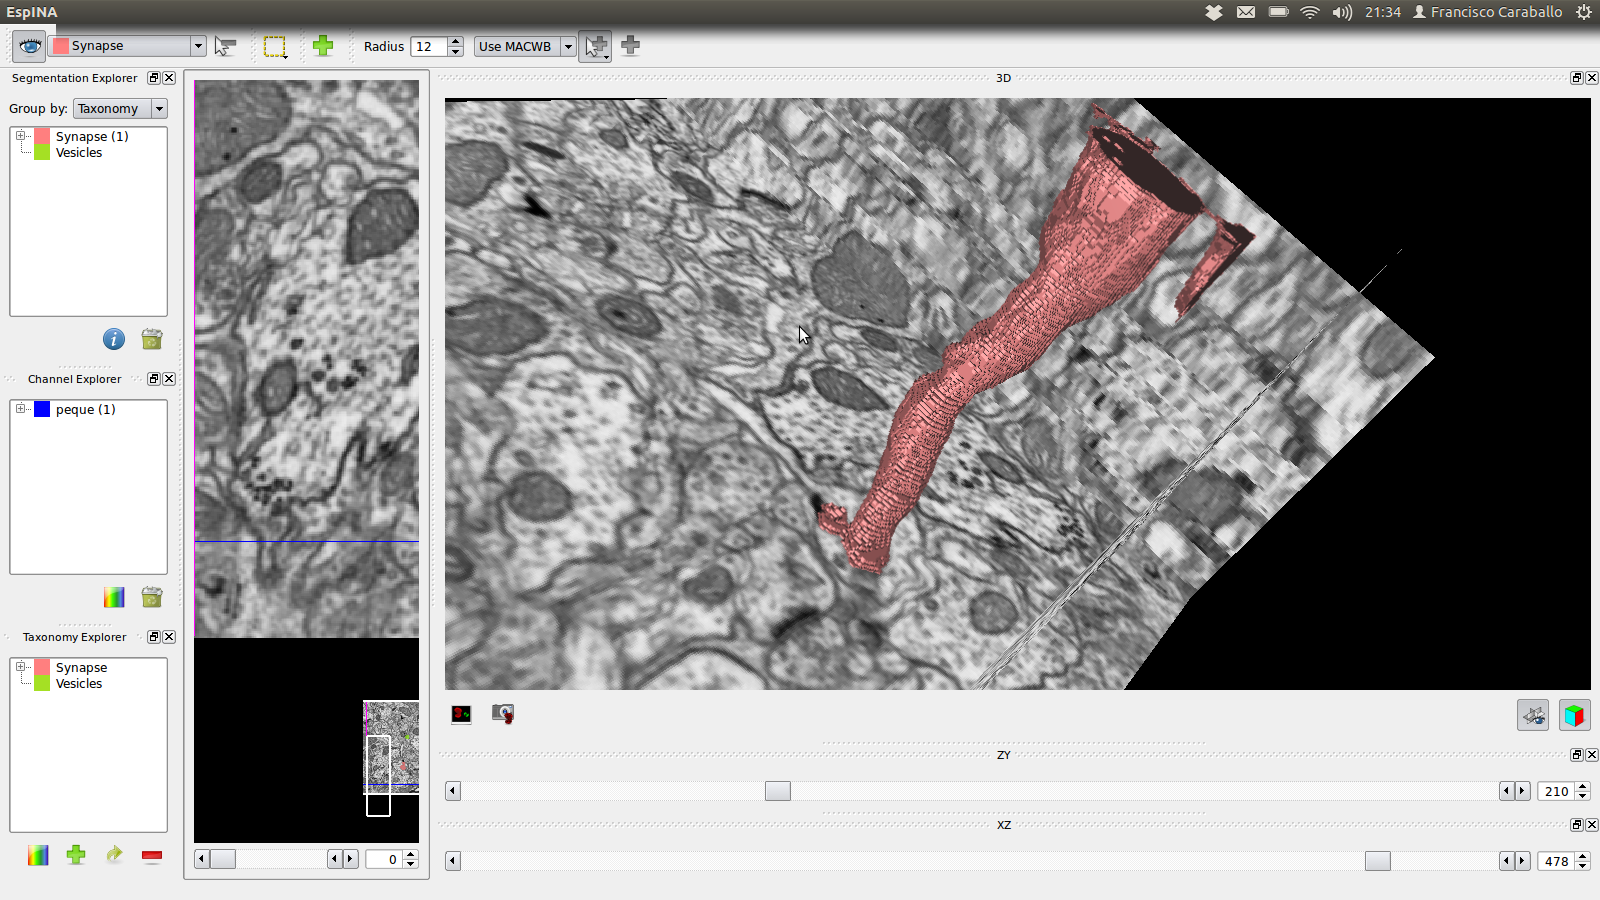 EspINA
21:34 Francisco Caraballo
Synapse
Radius 12
Use MACWB
Segmentation Explorer
Group by: Taxonomy
Synapse (1)
Vesicles
Channel Explorer
peque (1)
Taxonomy Explorer
Synapse
Vesicles
0
3D
ZY
210
XZ
478